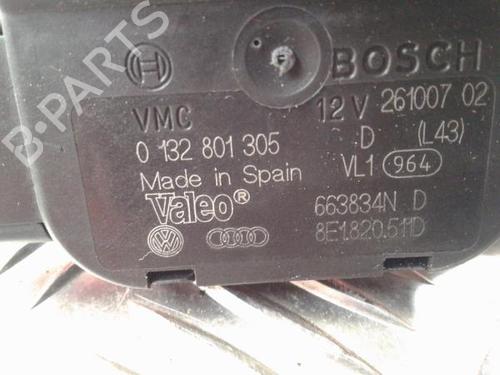 B-PARTS
BOSCH
VMC
12 V 261007 02
0 132 801 305
D (L43)
Made in Spain
VL1 964
Valeo®
663834N D
8E1.820.511D